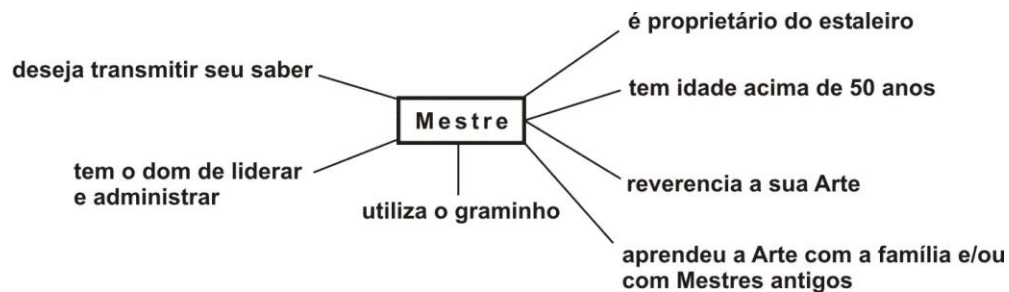 é proprietário do estaleiro
deseja transmitir seu saber
tem idade acima de 50 anos
Mestre
tem o dom de liderar
e administrar
reverencia a sua Arte
utiliza o graminho
aprendeu a Arte com a família e/ou
com Mestres antigos